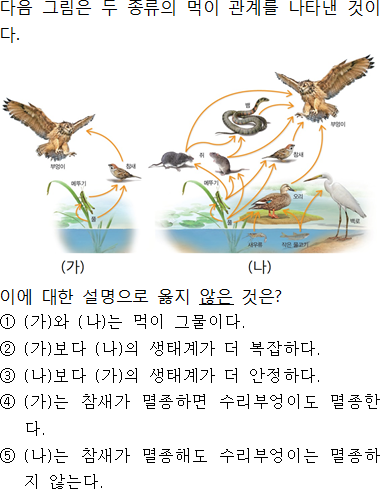 다음 그림은 두 종류의 먹이 관계를 나타낸 것이
다.
뱀
부엉이
부엉이
참새
쥐
참새
메뚜기
메뚜기
풀
풀
오리
백로
새우류
작은 물고기
(가)
(나)
이에 대한 설명으로 옳지 않은 것은?
① (가)와 (나)는 먹이 그물이다.
② (가)보다 (나)의 생태계가 더 복잡하다.
③ (나)보다 (가)의 생태계가 더 안정하다.
④ (가)는 참새가 멸종하면 수리부엉이도 멸종한
다.
⑤ (나)는 참새가 멸종해도 수리부엉이는 멸종하
지 않는다.